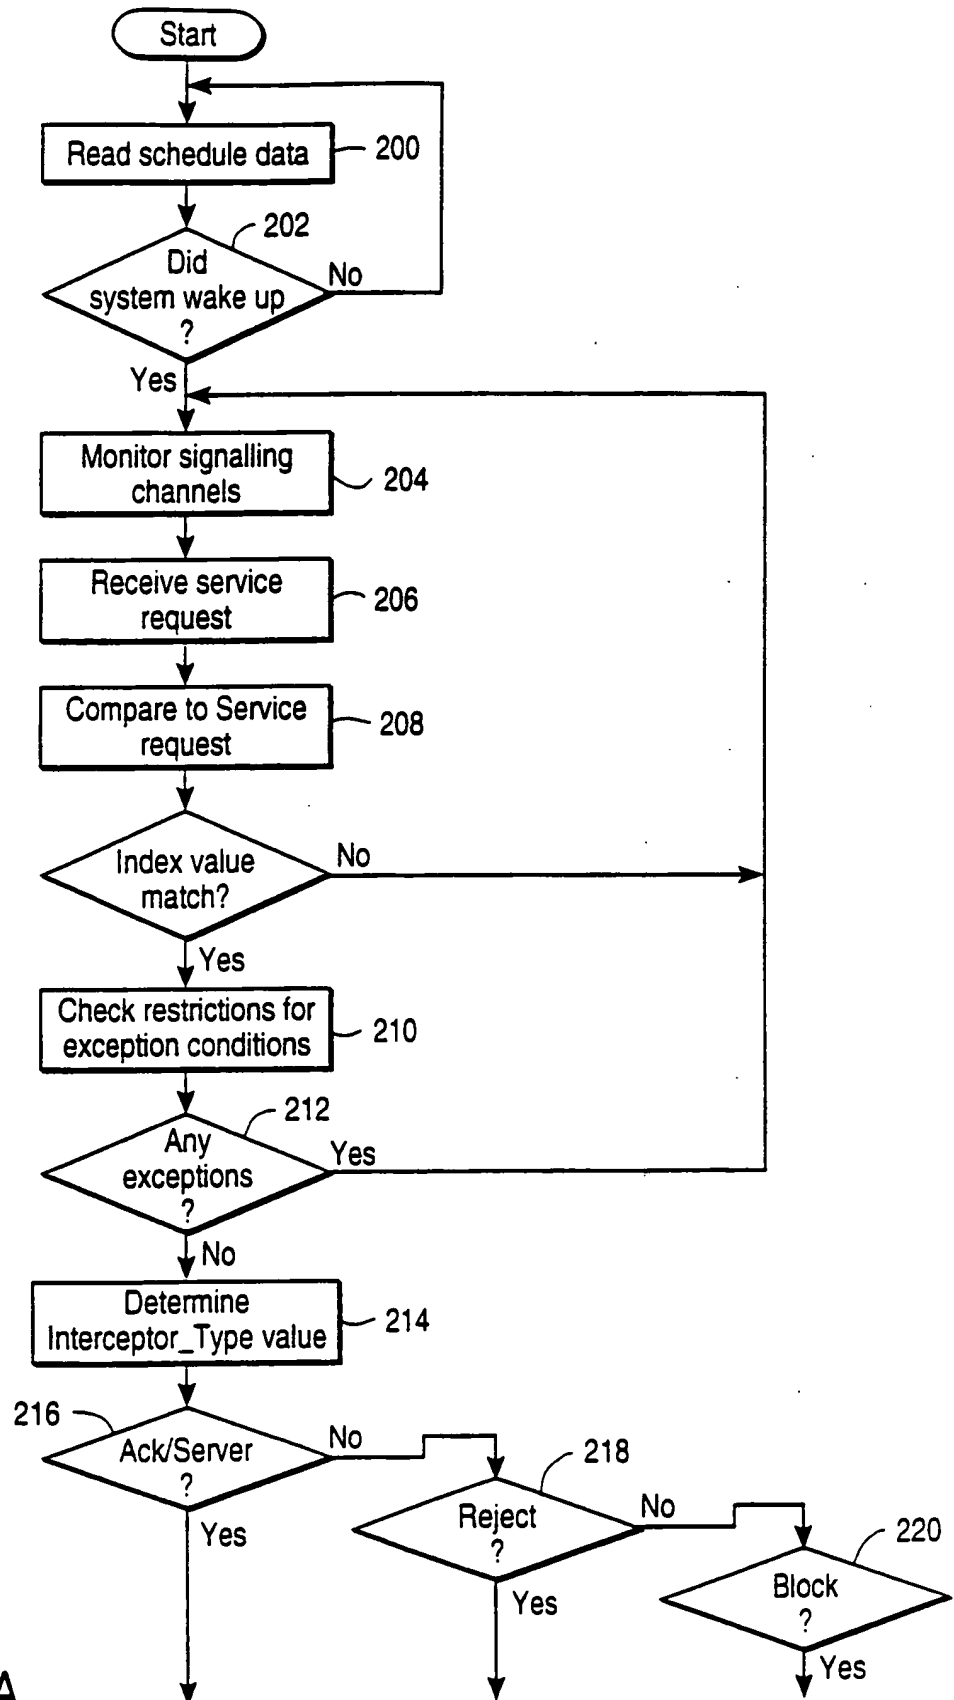 Start
Read schedule data
200
202
Did
system wake up
?
No
Yes
Monitor signalling
channels
204
Receive service
request
206
Compare to Service
request
208
Index value
match?
No
Yes
Check restrictions for
exception conditions
210
212
Any
exceptions
?
Yes
No
Determine
Interceptor_Type value
214
216
Ack/Server
?
No
Yes
218
Reject
?
No
Yes
220
Block
?
Yes
A